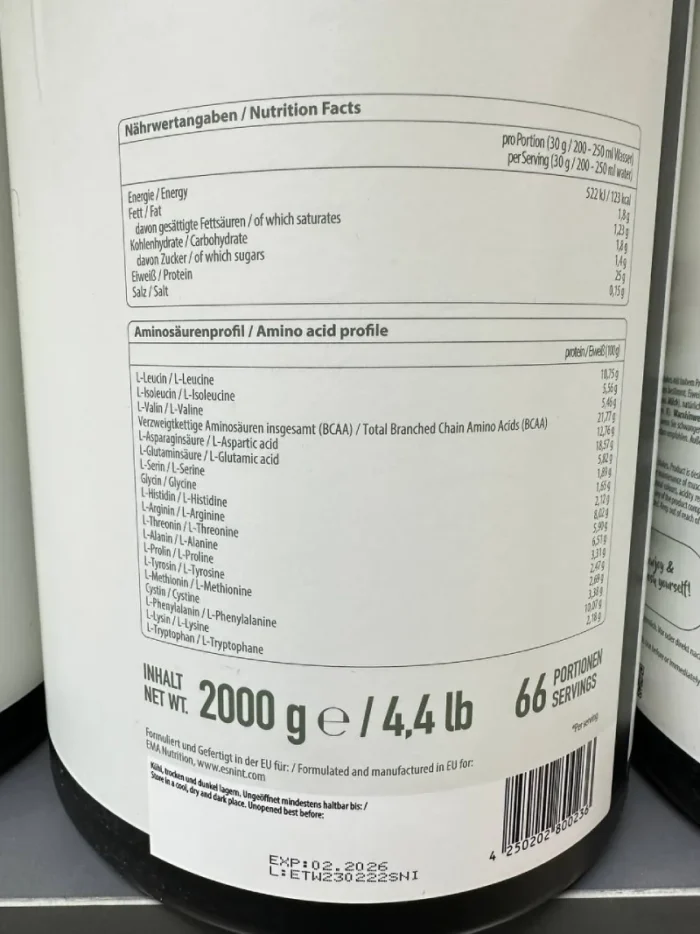 Nährwertangaben / Nutrition Facts
pro Portion (30 g / 200 - 250 ml Wasser)
per Serving (30 g / 200 - 250 ml water)
Energie / Energy 522 kJ / 123 kcal
Fett / Fat 1,8 g
davon gesättigte Fettsäuren / of which saturates 1,23 g
Kohlenhydrate / Carbohydrate 1,8 g
davon Zucker / of which sugars 1,4 g
Eiweiß / Protein 25 g
Salz / Salt 0,15 g
Aminosäurenprofil / Amino acid profile
protein / Eiweiß (100 g)
L-Leucin / L-Leucine 10,75 g
L-Isoleucin / L-Isoleucine 5,56 g
L-Valin / L-Valine 5,46 g
Verzweigtkettige Aminosäuren insgesamt (BCAA) / Total Branched Chain Amino Acids (BCAA) 21,77 g
L-Asparaginsäure / L-Aspartic acid 12,76 g
L-Glutaminsäure / L-Glutamic acid 18,57 g
L-Serin / L-Serine 5,82 g
Glycin / Glycine 1,89 g
L-Histidin / L-Histidine 1,65 g
L-Arginin / L-Arginine 2,12 g
L-Threonin / L-Threonine 8,02 g
L-Alanin / L-Alanine 5,90 g
L-Prolin / L-Proline 6,51 g
L-Tyrosin / L-Tyrosine 3,31 g
L-Methionin / L-Methionine 2,47 g
Cystin / Cystine 2,69 g
L-Phenylalanin / L-Phenylalanine 3,38 g
L-Lysin / L-Lysine 10,07 g
L-Tryptophan / L-Tryptophane 2,18 g
INHALT
NET WT. 2000 g e / 4,4 lb
66 PORTIONEN
SERVINGS
*Per serving
Formuliert und Gefertigt in der EU für: / Formulated and manufactured in EU for:
EMA Nutrition, www.esnint.com
Kühl, trocken und dunkel lagern. Ungeöffnet mindestens haltbar bis: /
Store in a cool, dry and dark place. Unopened best before:
4 250202 800236
EXP:02.2026
L:ETW230222SNI
yourself!